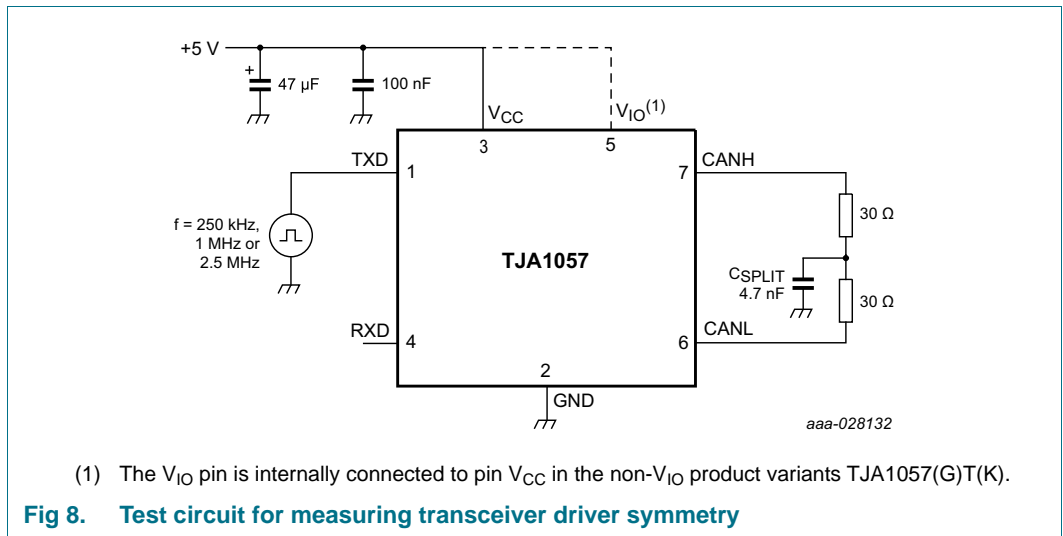 +5 V
+
47 µF
100 nF
VCC
VIO(1)
3
5
TXD
1
7
CANH
f = 250 kHz,
1 MHz or
2.5 MHz
30 Ω
TJA1057
CSPLIT
4.7 nF
30 Ω
RXD
4
6
CANL
2
GND
aaa-028132
(1) The VIO pin is internally connected to pin VCC in the non-VIO product variants TJA1057(G)T(K).
Fig 8. Test circuit for measuring transceiver driver symmetry